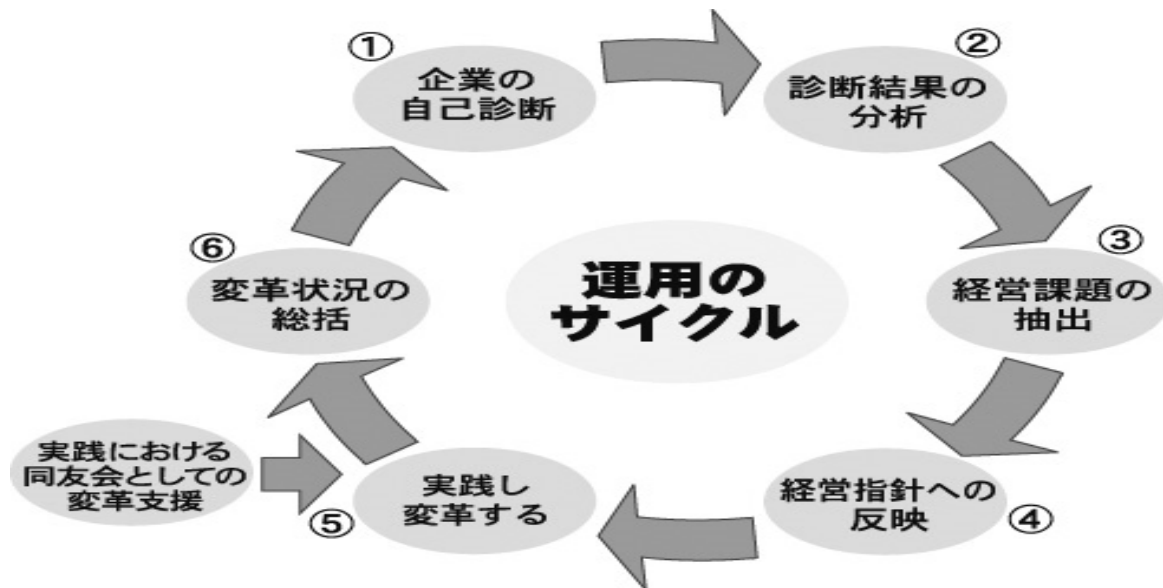 ①
企業の
自己診断
②
診断結果の
分析
③
経営課題の
抽出
④
経営指針への
反映
⑤
実践し
変革する
実践における
同友会としての
変革支援
⑥
変革状況の
総括
運用の
サイクル